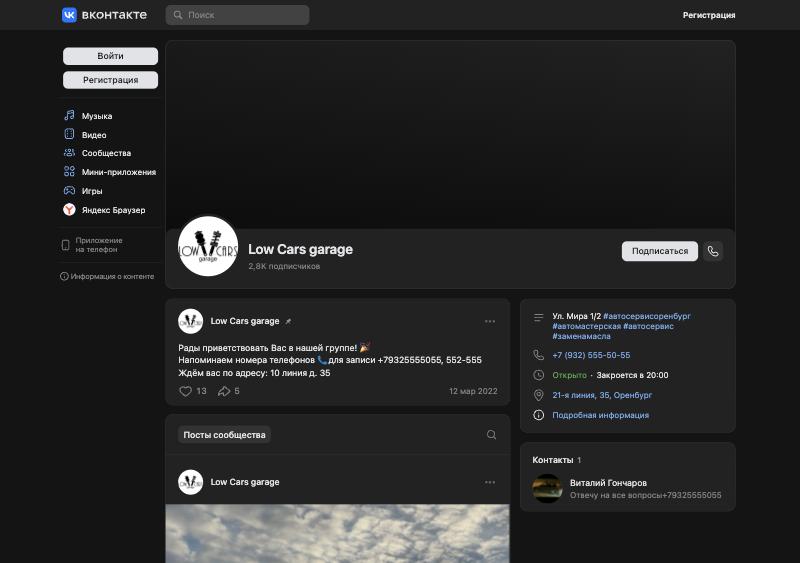 вконтакте
Поиск
Регистрация
Войти
Регистрация
Музыка
Видео
Сообщества
Мини-приложения
Игры
Яндекс Браузер
Приложение
на телефон
Информация о контенте
LOW CARS
garage
Low Cars garage
2,8K подписчиков
Подписаться
Low Cars garage
Рады приветствовать Вас в нашей группе! 🎉
Напоминаем номера телефонов 📞для записи +79325555055, 552-555
Ждём вас по адресу: 10 линия д. 35
13
5
12 мар 2022
Посты сообщества
Low Cars garage
Ул. Мира 1/2 #автосервисоренбург
#автомастерская #автосервис
#заменамасла
+7 (932) 555-50-55
Открыто · Закроется в 20:00
21-я линия, 35, Оренбург
Подробная информация
Контакты 1
Виталий Гончаров
Отвечу на все вопросы+79325555055